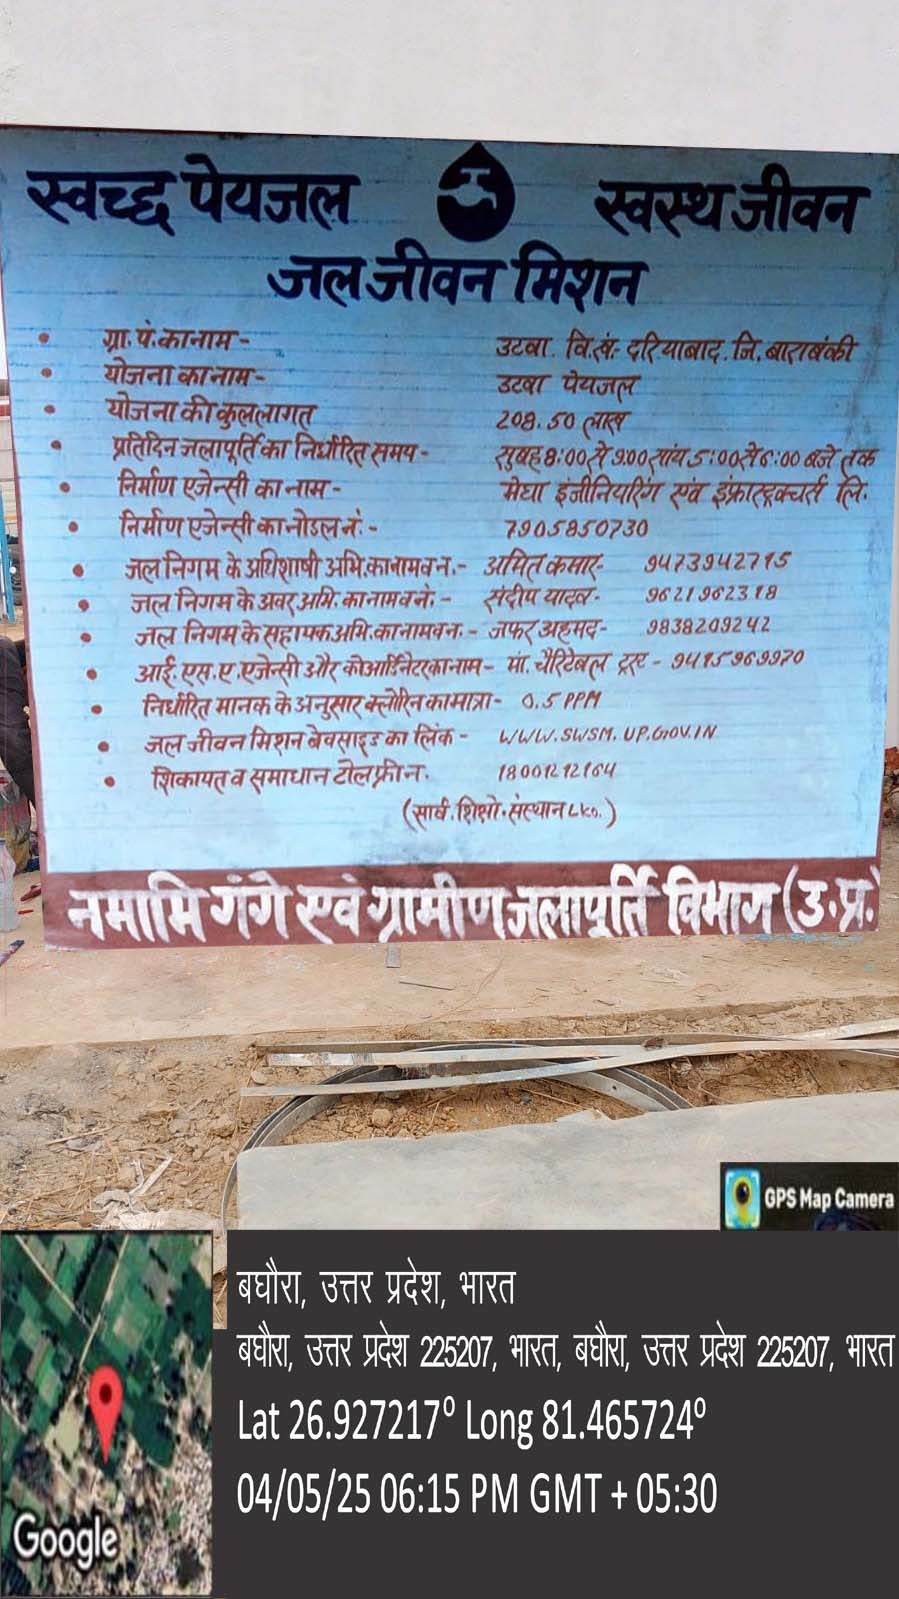 स्वच्छ पेयजल स्वस्थ जीवन
जल जीवन मिशन
ग्रा.पं.का नाम - उटवा. वि.खं:- दरियाबाद. जि. बाराबंकी
योजना का नाम - उटवा पेयजल
योजना की कुललागत 208.50 लाख
प्रतिदिन जलापूर्ति का निर्धारित समय - सुबह 8:00 से 9:00 सांय 5:00 से 6:00 बजे तक
निर्माण एजेन्सी का नाम - मेघा इंजीनियरिंग एंव इंफ्रास्ट्रक्चर्स लि.
निर्माण एजेन्सी का नोडल नं:- 7905850730
जल निगम के अधिशाषी अभि.का नाम व न.- अमित कुमार- 9473942715
जल निगम के अवर अभि. का नाम व नं:- संदीप यादव- 9621962318
जल निगम के सहायक अभि.का नाम व न.- जफर अहमद- 9838209242
आई.एस.ए.एजेन्सी और कोआर्डिनेटर का नाम- मा. चैरिटेबल ट्रस्ट - 9415969970
निर्धारित मानक के अनुसार क्लोरिन का मात्रा- 0.5 PPM
जल जीवन मिशन बेवसाइड का लिंक - WWW.SWSM.UP.GOV.IN
शिकायत व समाधान टोल फ्री न. 18001212164
(सार्व. शिक्षो. संस्थान LKO.)
नमामि गंगे एवं ग्रामीण जलापूर्ति विभाग (उ.प्र.)
GPS Map Camera
बघौरा, उत्तर प्रदेश, भारत
बघौरा, उत्तर प्रदेश 225207, भारत, बघौरा, उत्तर प्रदेश 225207, भारत
Lat 26.927217° Long 81.465724°
04/05/25 06:15 PM GMT + 05:30
Google